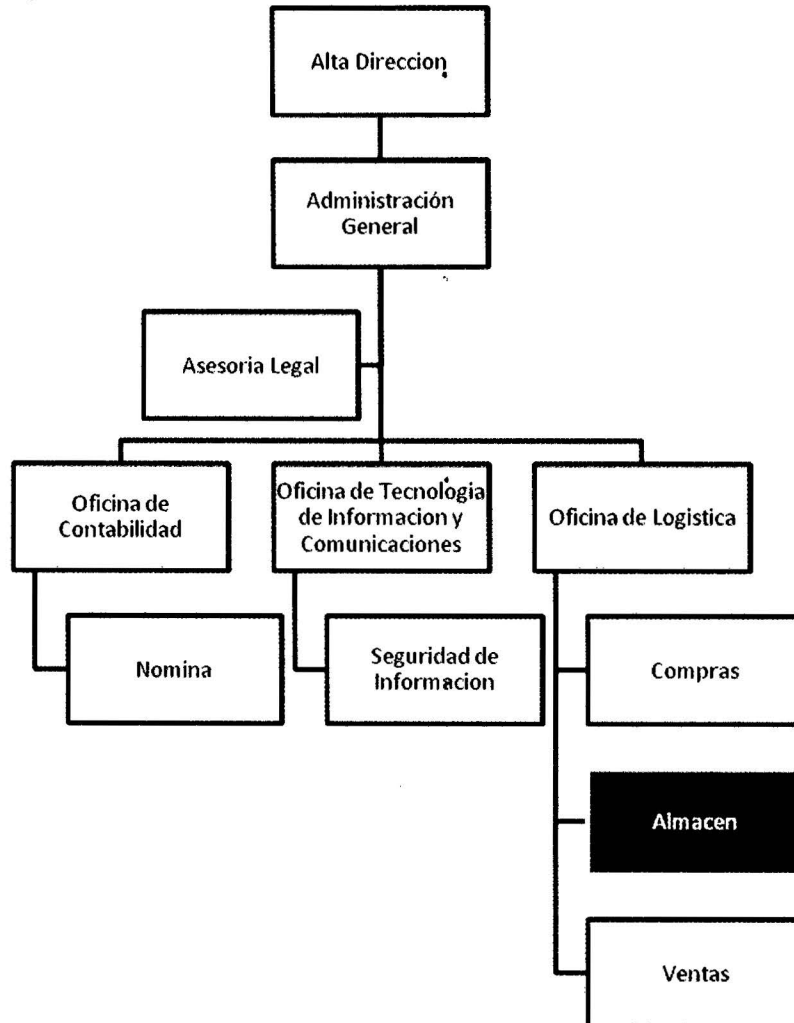 Alta Direccion
Administración
General
Asesoria Legal
Oficina de
Contabilidad
Oficina de Tecnologia
de Informacion y
Comunicaciones
Oficina de Logistica
Nomina
Seguridad de
Informacion
Compras
Almacen
Ventas